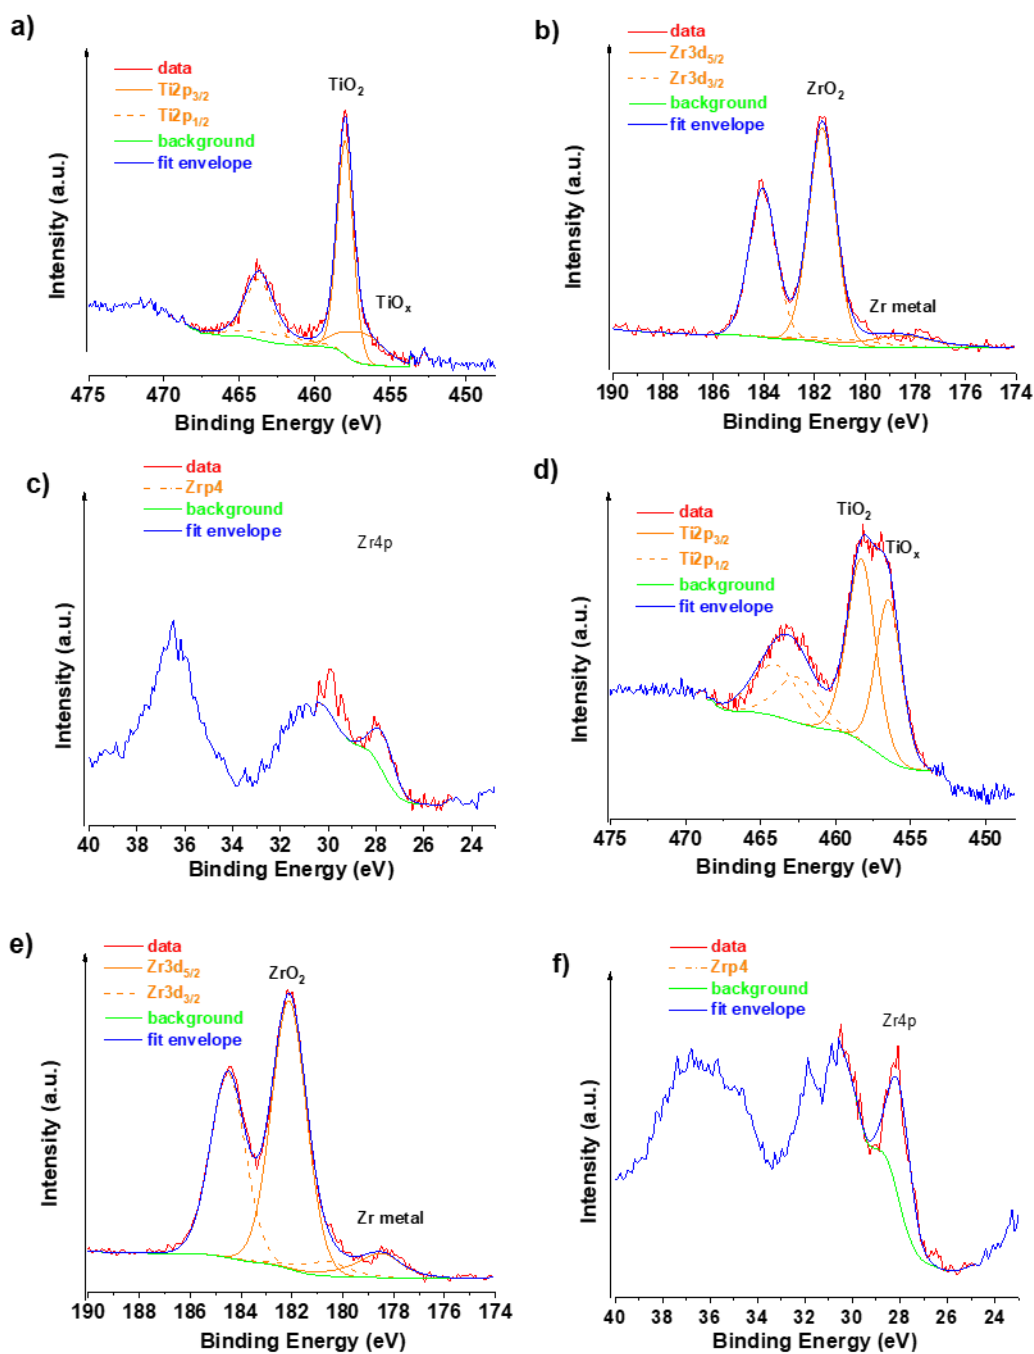 a)
data
Ti2p3/2
Ti2p1/2
background
fit envelope
TiO2
TiOx
Intensity (a.u.)
475 470 465 460 455 450
Binding Energy (eV)
b)
data
Zr3d5/2
Zr3d3/2
background
fit envelope
ZrO2
Zr metal
Intensity (a.u.)
190 188 186 184 182 180 178 176 174
Binding Energy (eV)
c)
data
Zrp4
background
fit envelope
Zr4p
Intensity (a.u.)
40 36 34 32 30 28 26 24
Binding Energy (eV)
d)
data
Ti2p3/2
Ti2p1/2
background
fit envelope
TiO2
TiOx
Intensity (a.u.)
475 470 465 460 455 450
Binding Energy (eV)
e)
data
Zr3d5/2
Zr3d3/2
background
fit envelope
ZrO2
Zr metal
Intensity (a.u.)
190 188 186 184 182 180 178 176 174
Binding Energy (eV)
f)
data
Zrp4
background
fit envelope
Zr4p
Intensity (a.u.)
40 38 36 34 32 30 28 26 24
Binding Energy (eV)